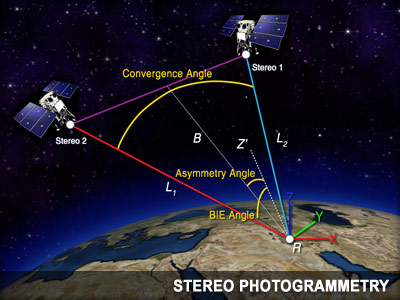 Stereo 1
Convergence Angle
Stereo 2
B
Z'
L2
Asymmetry Angle
L1
Z
BIE Angle
Y
X
R
STEREO PHOTOGRAMMETRY